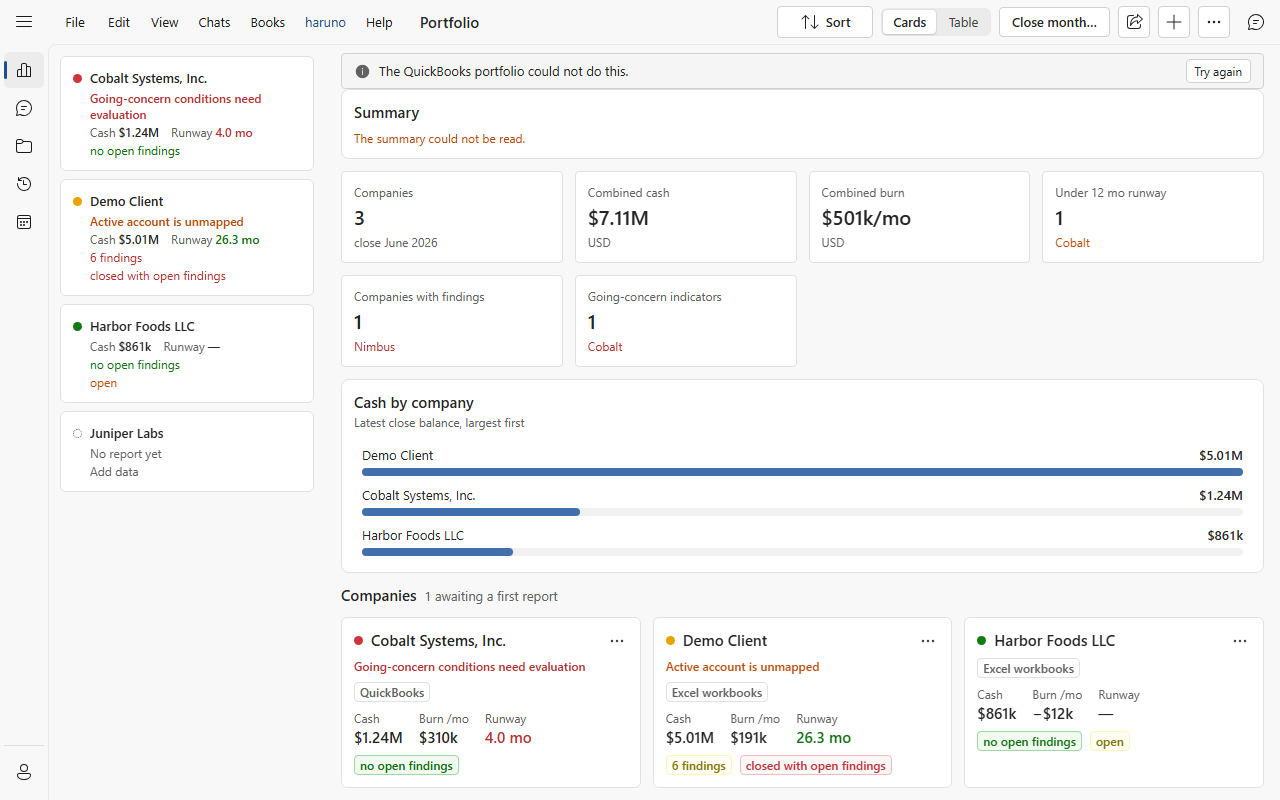 File Edit View Chats Books haruno Help Portfolio Sort Cards Table Close month...
Cobalt Systems, Inc.
Going-concern conditions need
evaluation
Cash $1.24M Runway 4.0 mo
no open findings
Demo Client
Active account is unmapped
Cash $5.01M Runway 26.3 mo
6 findings
closed with open findings
Harbor Foods LLC
Cash $861k Runway —
no open findings
open
Juniper Labs
No report yet
Add data
The QuickBooks portfolio could not do this. Try again
Summary
The summary could not be read.
Companies
3
close June 2026
Combined cash
$7.11M
USD
Combined burn
$501k/mo
USD
Under 12 mo runway
1
Cobalt
Companies with findings
1
Nimbus
Going-concern indicators
1
Cobalt
Cash by company
Latest close balance, largest first
Demo Client $5.01M
Cobalt Systems, Inc. $1.24M
Harbor Foods LLC $861k
Companies 1 awaiting a first report
Cobalt Systems, Inc.
Going-concern conditions need evaluation
QuickBooks
Cash Burn /mo Runway
$1.24M $310k 4.0 mo
no open findings
Demo Client
Active account is unmapped
Excel workbooks
Cash Burn /mo Runway
$5.01M $191k 26.3 mo
6 findings closed with open findings
Harbor Foods LLC
Excel workbooks
Cash Burn /mo Runway
$861k −$12k —
no open findings open